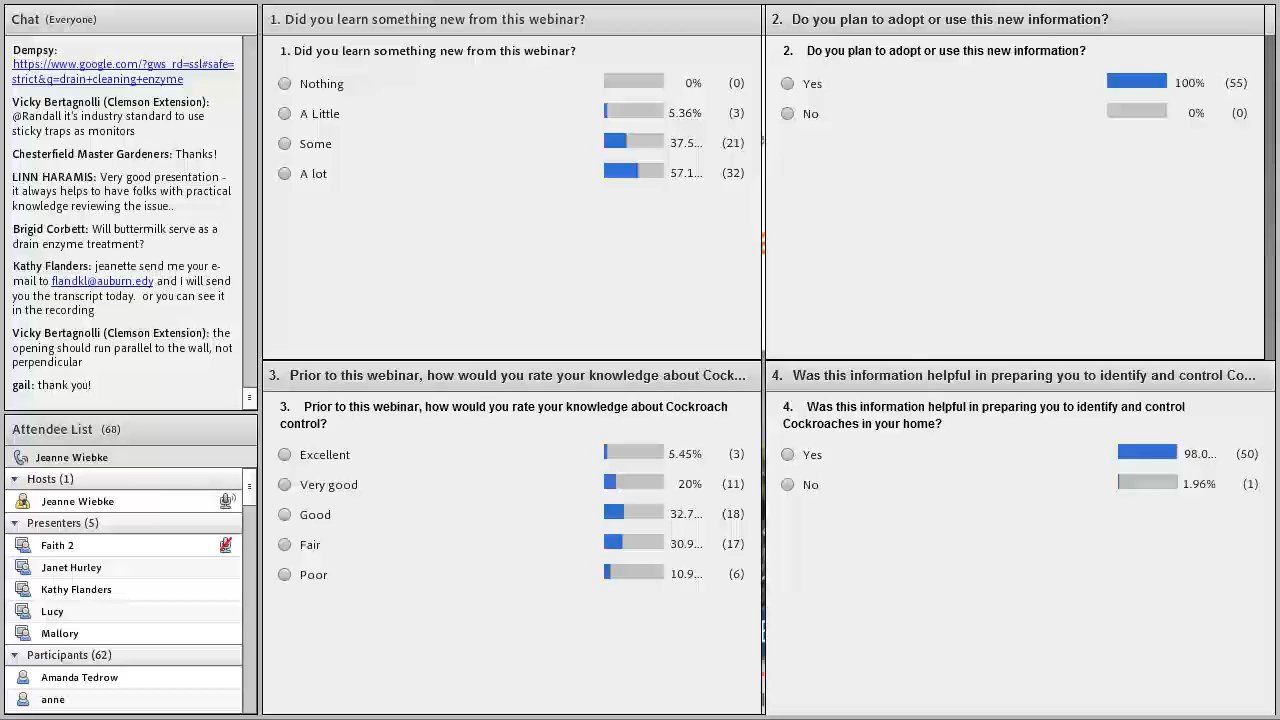 Chat (Everyone)
Dempsy:
https://www.google.com/?gws_rd=ssl#safe=
strict&q=drain+cleaning+enzyme
Vicky Bertagnolli (Clemson Extension):
@Randall it's industry standard to use
sticky traps as monitors
Chesterfield Master Gardeners: Thanks!
LINN HARAMIS: Very good presentation -
it always helps to have folks with practical
knowledge reviewing the issue..
Brigid Corbett: Will buttermilk serve as a
drain enzyme treatment?
Kathy Flanders: jeanette send me your e-
mail to flandkl@auburn.edy and I will send
you the transcript today. or you can see it
in the recording
Vicky Bertagnolli (Clemson Extension): the
opening should run parallel to the wall, not
perpendicular
gail: thank you!
Attendee List (68)
Jeanne Wiebke
Hosts (1)
Jeanne Wiebke
Presenters (5)
Faith 2
Janet Hurley
Kathy Flanders
Lucy
Mallory
Participants (62)
Amanda Tedrow
anne
1. Did you learn something new from this webinar?
1. Did you learn something new from this webinar?
Nothing 0% (0)
A Little 5.36% (3)
Some 37.5... (21)
A lot 57.1... (32)
2. Do you plan to adopt or use this new information?
2. Do you plan to adopt or use this new information?
Yes 100% (55)
No 0% (0)
3. Prior to this webinar, how would you rate your knowledge about Cock...
3. Prior to this webinar, how would you rate your knowledge about Cockroach
control?
Excellent 5.45% (3)
Very good 20% (11)
Good 32.7... (18)
Fair 30.9... (17)
Poor 10.9... (6)
4. Was this information helpful in preparing you to identify and control Co...
4. Was this information helpful in preparing you to identify and control
Cockroaches in your home?
Yes 98.0... (50)
No 1.96% (1)